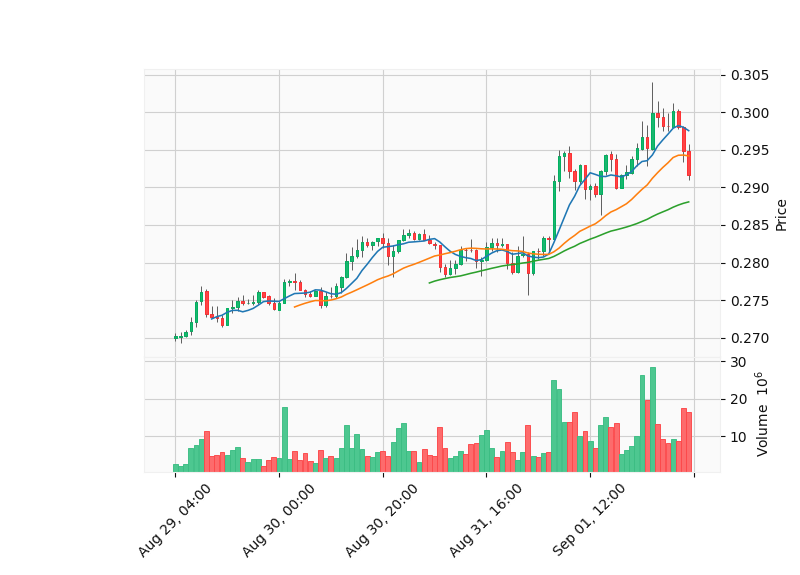 0.305
0.300
0.295
0.290
0.285
0.280
0.275
0.270
Price
30
20
10
Volume 10⁶
Aug 29, 04:00
Aug 30, 00:00
Aug 30, 20:00
Aug 31, 16:00
Sep 01, 12:00